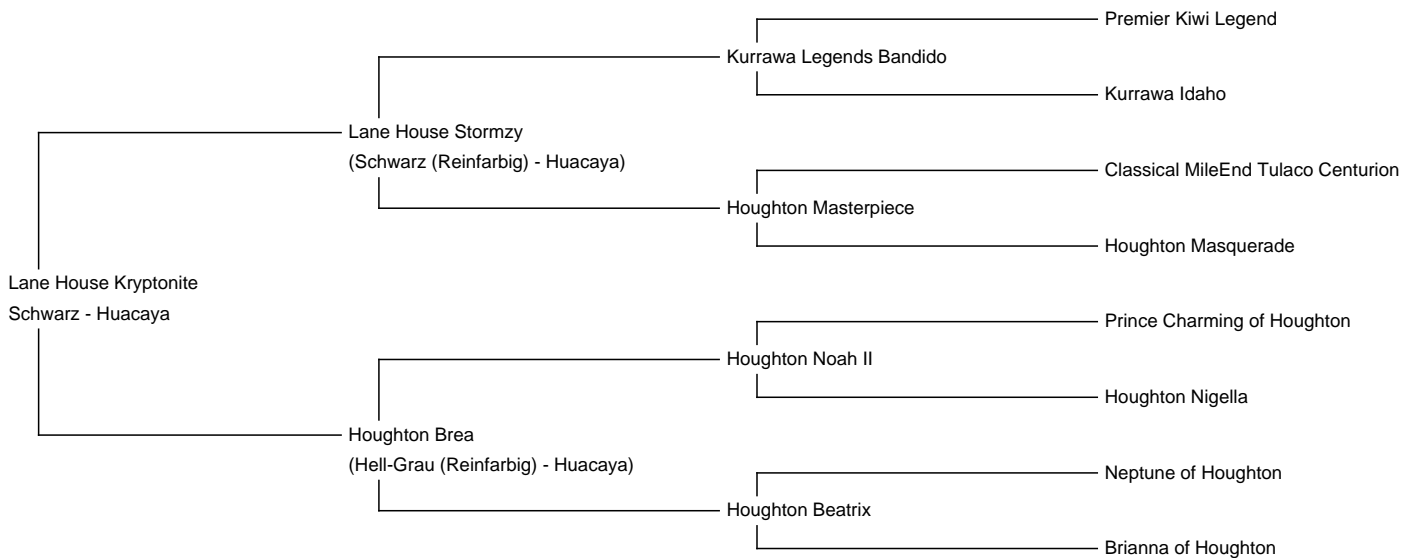 Premier Kiwi Legend
Kurrawa Legends Bandido
Kurrawa Idaho
Lane House Stormzy
(Schwarz (Reinfarbig) - Huacaya)
Classical MileEnd Tulaco Centurion
Houghton Masterpiece
Houghton Masquerade
Lane House Kryptonite
Schwarz - Huacaya
Prince Charming of Houghton
Houghton Noah II
Houghton Nigella
Houghton Brea
(Hell-Grau (Reinfarbig) - Huacaya)
Neptune of Houghton
Houghton Beatrix
Brianna of Houghton